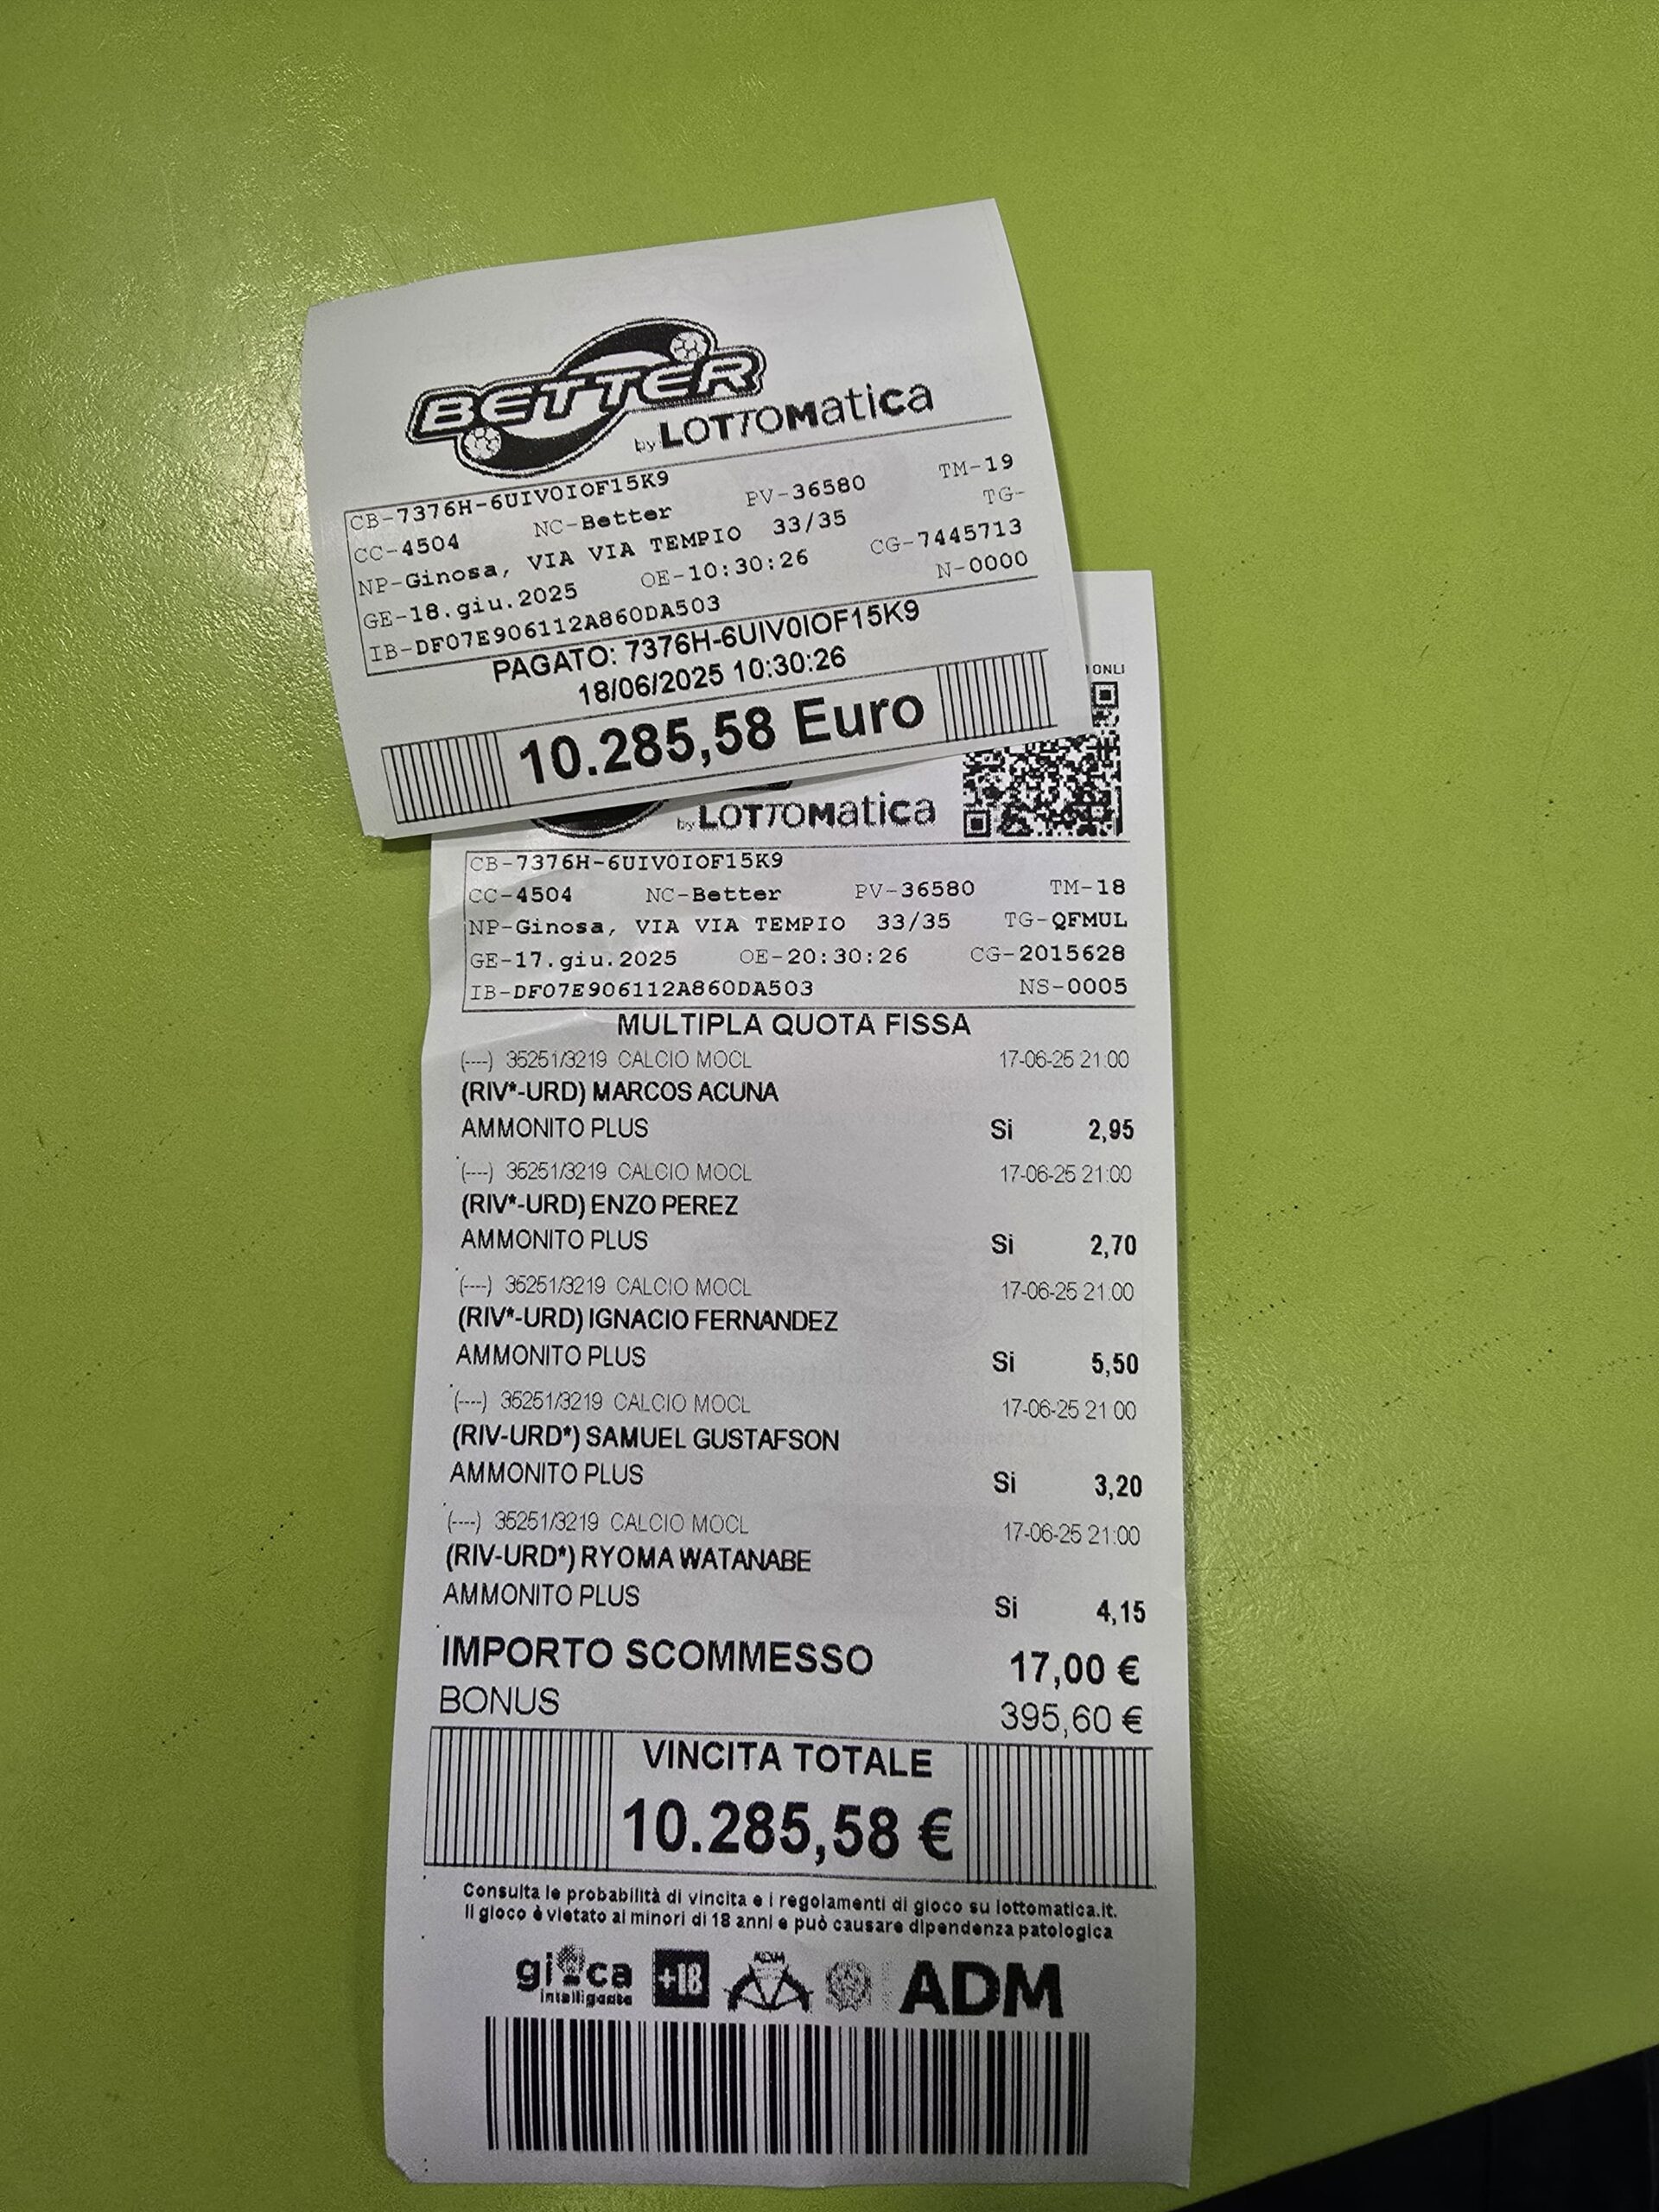 BETTER
by LOTTOMatica
CB-7376H-6UIV0IOF15K9 TM-19
CC-4504 NC-Better PV-36580 TG-
NP-Ginosa, VIA VIA TEMPIO 33/35 CG-7445713
GE-18.giu.2025 OE-10:30:26 N-0000
IB-DF07E906112A860DA503
PAGATO: 7376H-6UIV0IOF15K9
18/06/2025 10:30:26
10.285,58 Euro
ONLI
by LOTTOMatica
CB-7376H-6UIV0IOF15K9
CC-4504 NC-Better PV-36580 TM-18
NP-Ginosa, VIA VIA TEMPIO 33/35 TG-QFMUL
GE-17.giu.2025 OE-20:30:26 CG-2015628
IB-DF07E906112A860DA503 NS-0005
MULTIPLA QUOTA FISSA
(----) 35251/3219 CALCIO MOCL 17-06-25 21:00
(RIV*-URD) MARCOS ACUNA
AMMONITO PLUS Si 2,95
(----) 35251/3219 CALCIO MOCL 17-06-25 21:00
(RIV*-URD) ENZO PEREZ
AMMONITO PLUS Si 2,70
(----) 35251/3219 CALCIO MOCL 17-06-25 21:00
(RIV*-URD) IGNACIO FERNANDEZ
AMMONITO PLUS Si 5,50
(----) 35251/3219 CALCIO MOCL 17-06-25 21:00
(RIV-URD*) SAMUEL GUSTAFSON
AMMONITO PLUS Si 3,20
(----) 35251/3219 CALCIO MOCL 17-06-25 21:00
(RIV-URD*) RYOMA WATANABE
AMMONITO PLUS Si 4,15
IMPORTO SCOMMESSO 17,00 €
BONUS 395,60 €
VINCITA TOTALE
10.285,58 €
Consulta le probabilità di vincita e i regolamenti di gioco su lottomatica.it.
Il gioco è vietato ai minori di 18 anni e può causare dipendenza patologica
gioca intelligente +18 ADM ADM